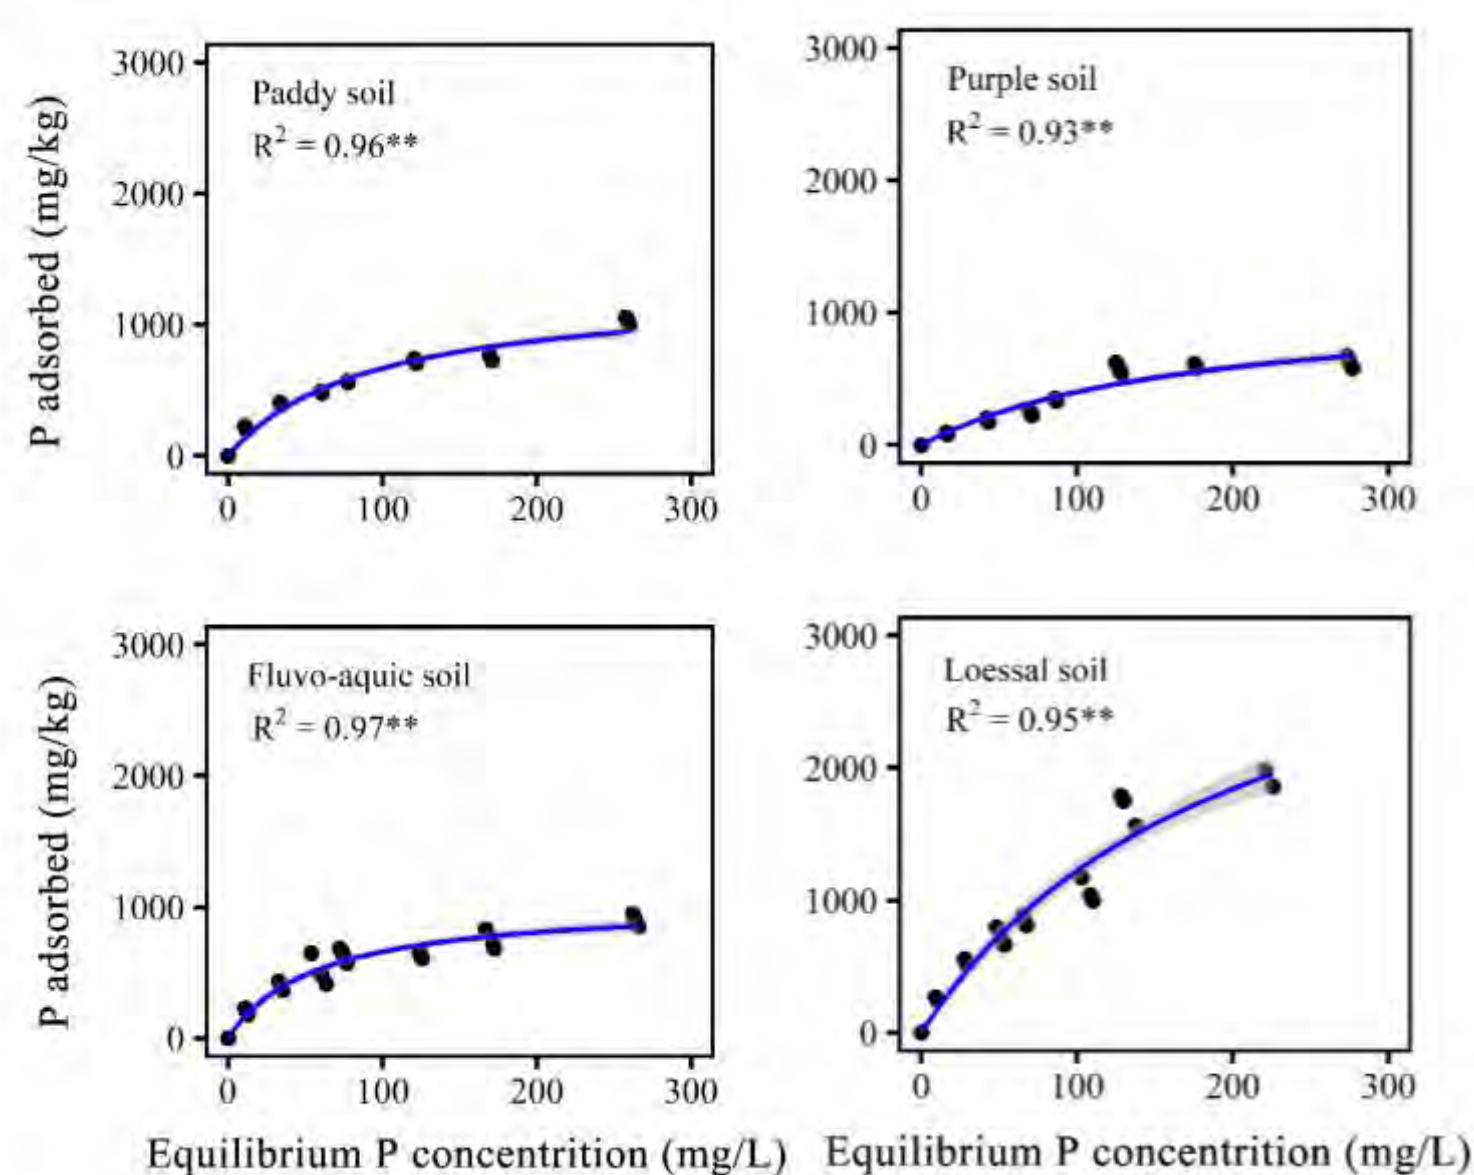 Paddy soil
R² = 0.96**
P adsorbed (mg/kg)
3000
2000
1000
0
0 100 200 300
Purple soil
R² = 0.93**
3000
2000
1000
0
0 100 200 300
Fluvo-aquic soil
R² = 0.97**
P adsorbed (mg/kg)
3000
2000
1000
0
0 100 200 300
Equilibrium P concentrition (mg/L)
Loessal soil
R² = 0.95**
3000
2000
1000
0
0 100 200 300
Equilibrium P concentrition (mg/L)